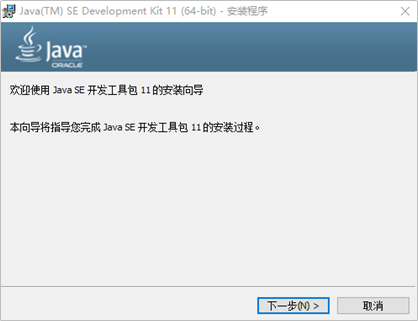 Java(TM) SE Development Kit 11 (64-bit) - 安装程序
Java™
ORACLE
欢迎使用 Java SE 开发工具包 11 的安装向导
本向导将指导您完成 Java SE 开发工具包 11 的安装过程。
下一步(N) >
取消